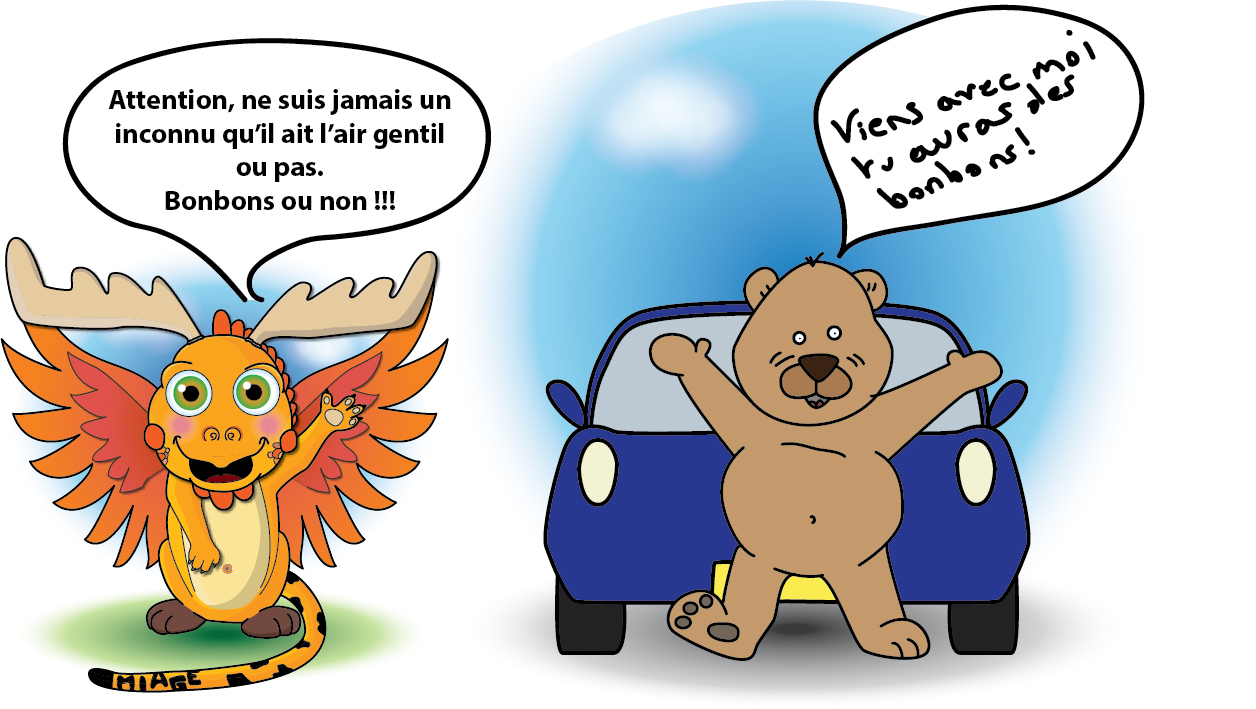 Attention, ne suis jamais un
inconnu qu'il ait l'air gentil
ou pas.
Bonbons ou non !!!
Viens avec moi
tu auras des
bonbons!
MIAGE